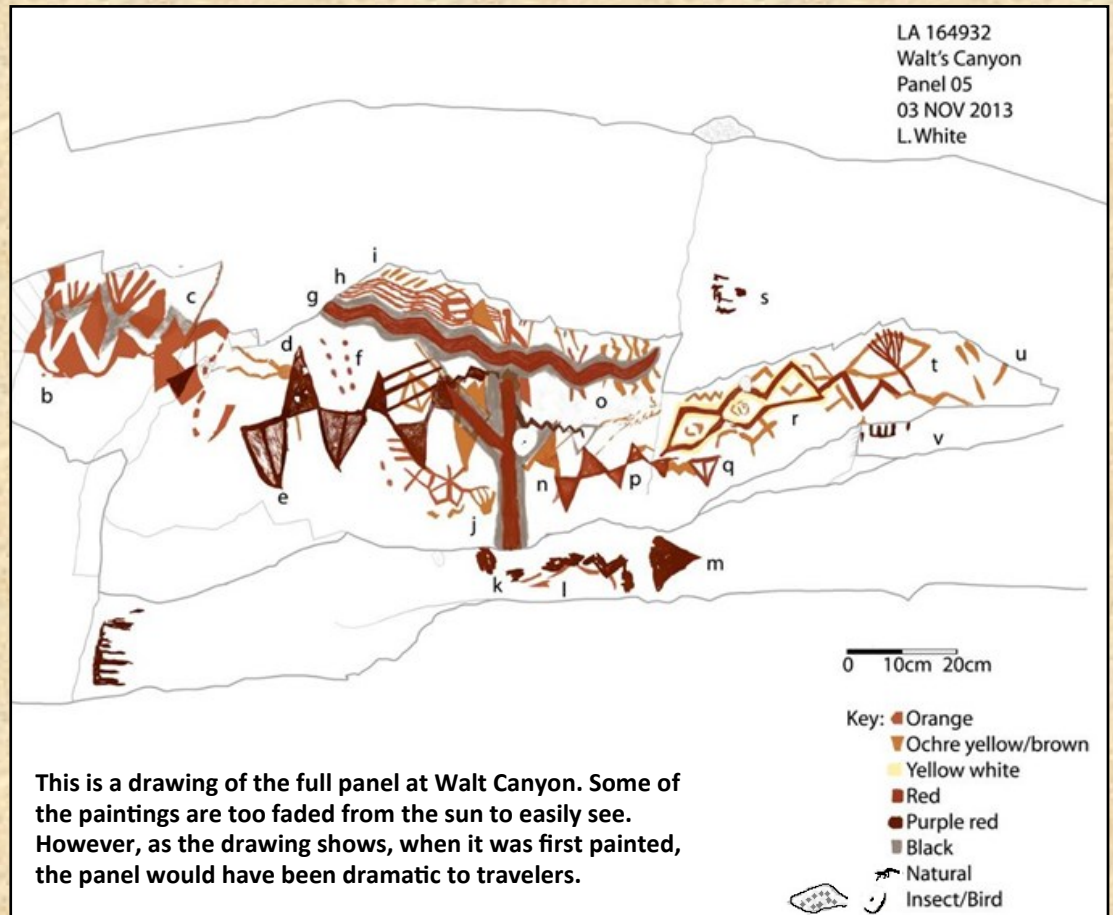 LA 164932
Walt's Canyon
Panel 05
03 NOV 2013
L. White
i
h
g
c
s
d
f
b
o
t
u
r
v
e
n
p
q
j
k
l
m
0 10cm 20cm
Key: Orange
Ochre yellow/brown
Yellow white
Red
Purple red
Black
Natural
Insect/Bird
This is a drawing of the full panel at Walt Canyon. Some of
the paintings are too faded from the sun to easily see.
However, as the drawing shows, when it was first painted,
the panel would have been dramatic to travelers.